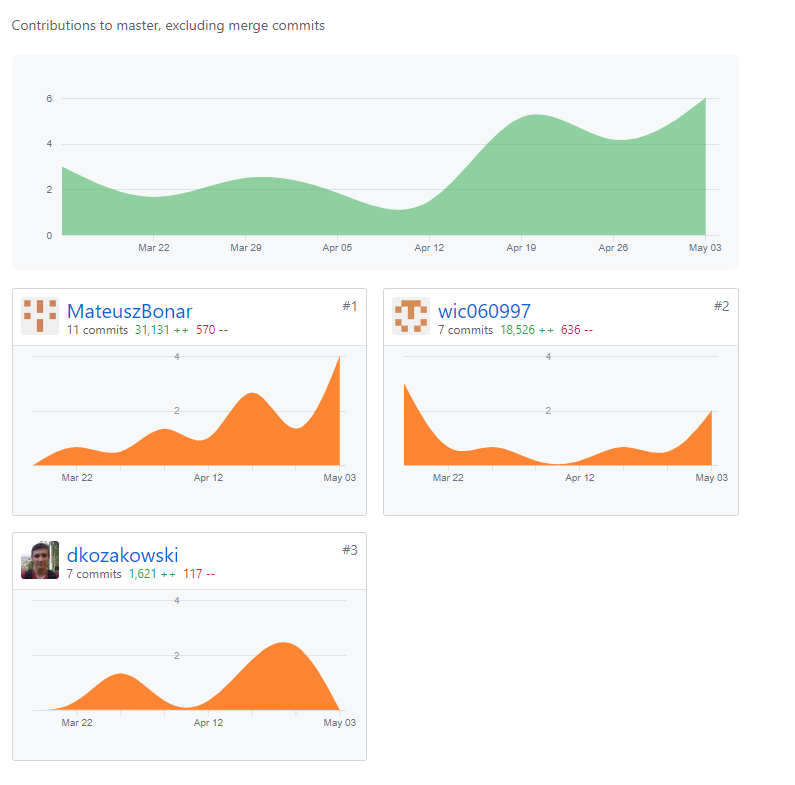 Contributions to master, excluding merge commits
6
4
2
0
Mar 22 Mar 29 Apr 05 Apr 12 Apr 19 Apr 26 May 03
MateuszBonar #1
11 commits 31,131 ++ 570 --
4
2
Mar 22 Apr 12 May 03
wic060997 #2
7 commits 18,526 ++ 636 --
4
2
Mar 22 Apr 12 May 03
dkozakowski #3
7 commits 1,621 ++ 117 --
4
2
Mar 22 Apr 12 May 03